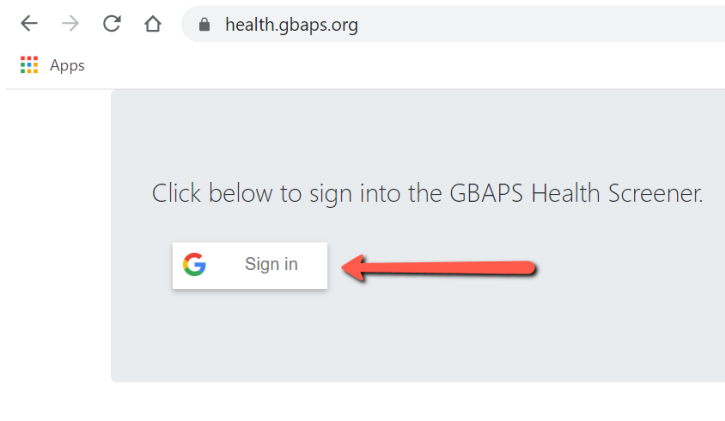 health.gbaps.org
Apps
Click below to sign into the GBAPS Health Screener.
Sign in